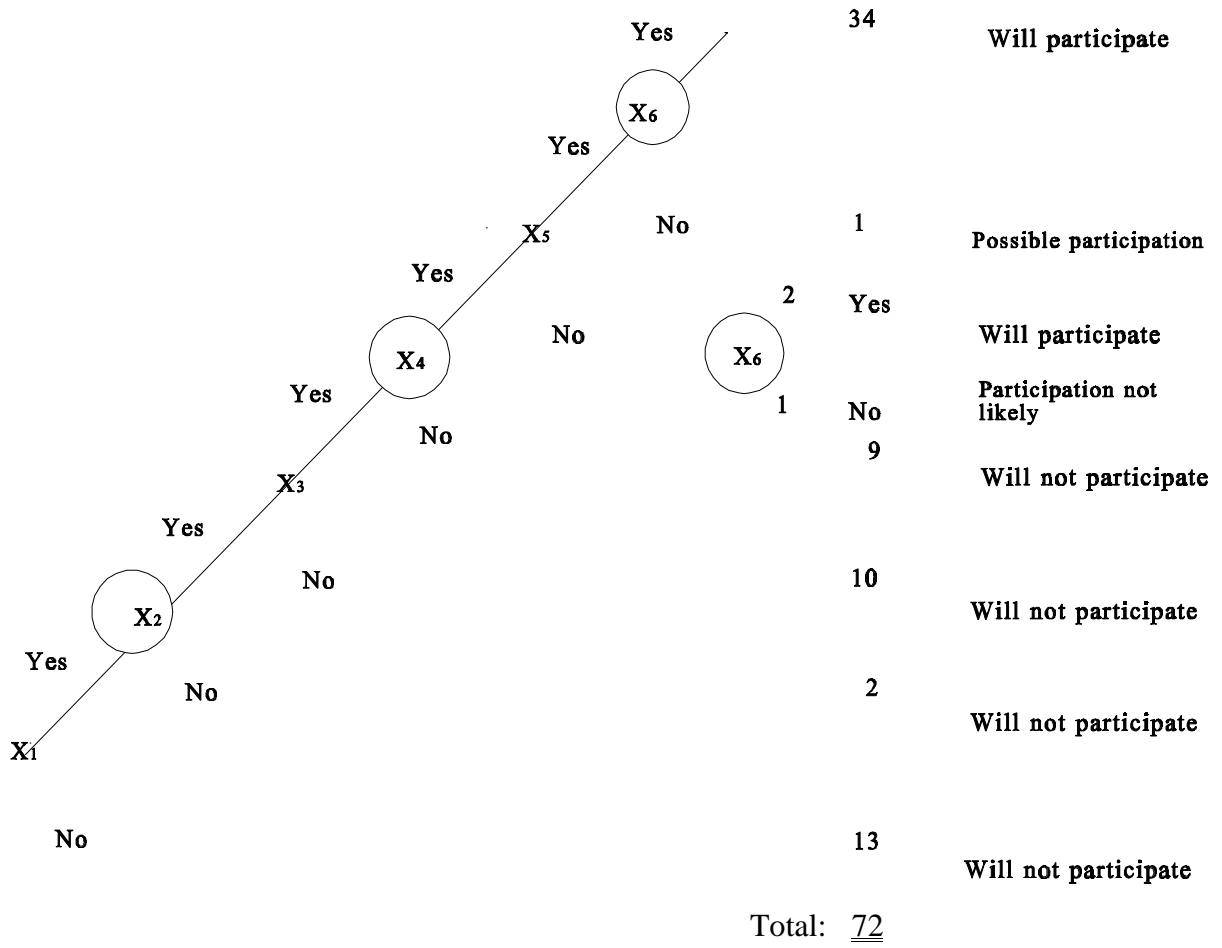 34
Yes
Will participate
X6
Yes
No
1
X5
Possible participation
Yes
2
Yes
No
Will participate
X4
X6
Yes
Participation not
likely
1
No
No
9
X3
Will not participate
Yes
No
10
X2
Will not participate
Yes
No
2
Will not participate
X1
No
13
Will not participate
Total: 72